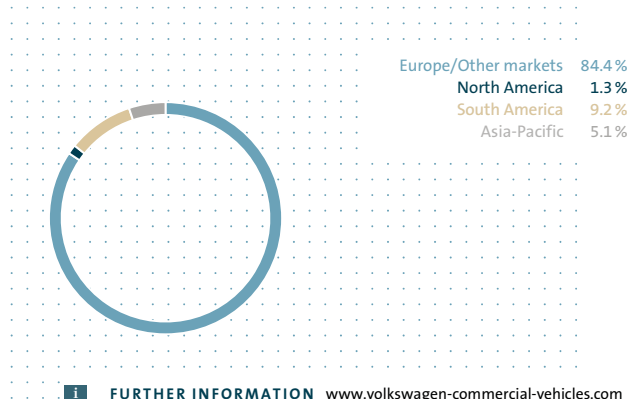 Europe/Other markets 84.4 %
North America 1.3 %
South America 9.2 %
Asia-Pacific 5.1 %
i FURTHER INFORMATION www.volkswagen-commercial-vehicles.com